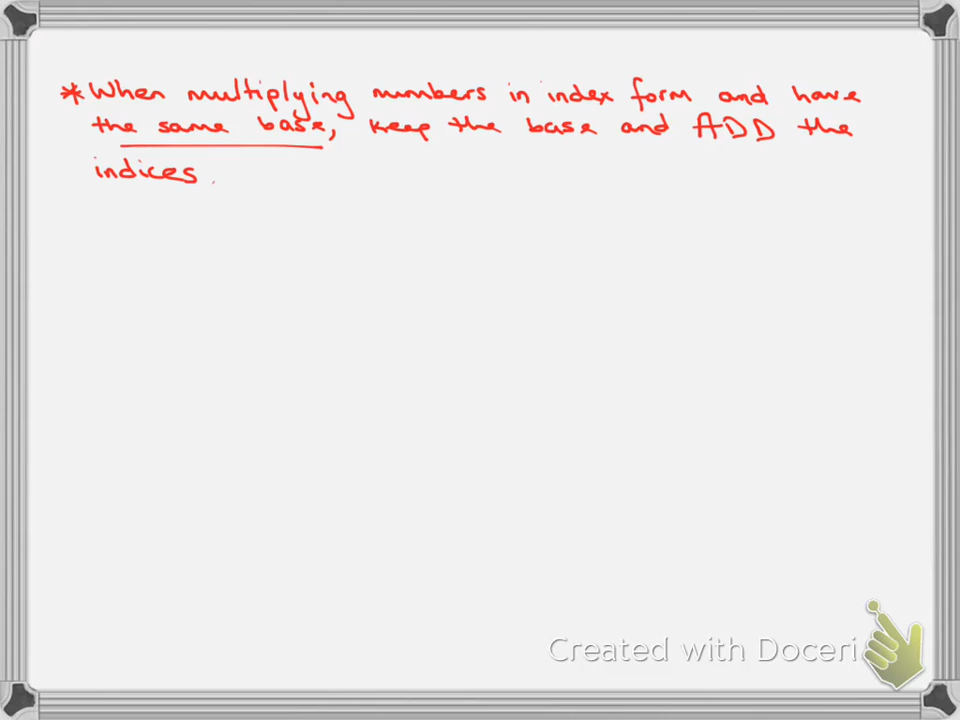 *When multiplying numbers in index form and have
the same base, keep the base and ADD the
indices.
Created with Doceri